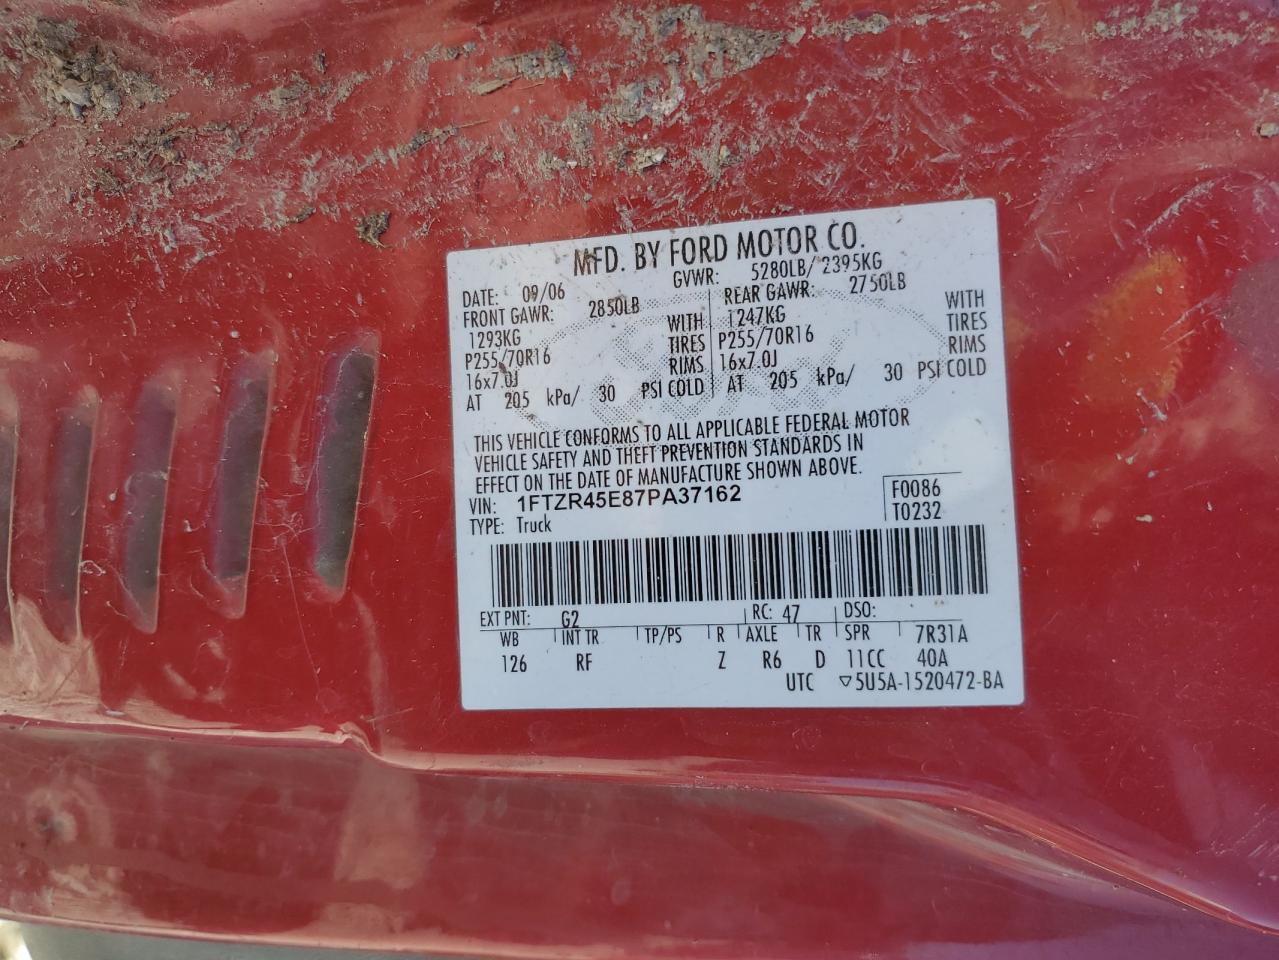 MFD. BY FORD MOTOR CO.
DATE: 09/06 GVWR: 5280LB/ 2395KG
FRONT GAWR: 2850LB REAR GAWR: 2750LB
1293KG WITH 1247KG WITH
P255/70R16 TIRES P255/70R16 TIRES
16x7.0J RIMS 16x7.0J RIMS
AT 205 kPa/ 30 PSI COLD AT 205 kPa/ 30 PSI COLD
THIS VEHICLE CONFORMS TO ALL APPLICABLE FEDERAL MOTOR
VEHICLE SAFETY AND THEFT PREVENTION STANDARDS IN
EFFECT ON THE DATE OF MANUFACTURE SHOWN ABOVE.
VIN: 1FTZR45E87PA37162 F0086
TYPE: Truck T0232
EXT PNT: G2 RC: 47 DSO:
WB INT TR TP/PS R AXLE TR SPR 7R31A
126 RF Z R6 D 11CC 40A
UTC ▽5U5A-1520472-BA